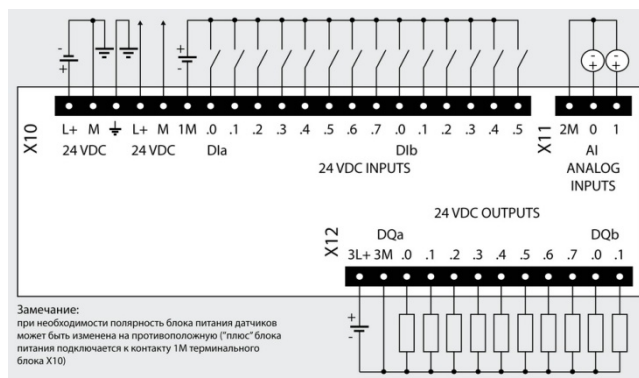 X10
L+ M L+ M 1M .0 .1 .2 .3 .4 .5 .6 .7 .0 .1 .2 .3 .4 .5
24 VDC 24 VDC DIa DIb
24 VDC INPUTS
X11
2M 0 1
AI
ANALOG
INPUTS
24 VDC OUTPUTS
X12
DQa DQb
3L+ 3M .0 .1 .2 .3 .4 .5 .6 .7 .0 .1
Замечание:
при необходимости полярность блока питания датчиков
может быть изменена на противоположную ("плюс" блока
питания подключается к контакту 1M терминального
блока X10)